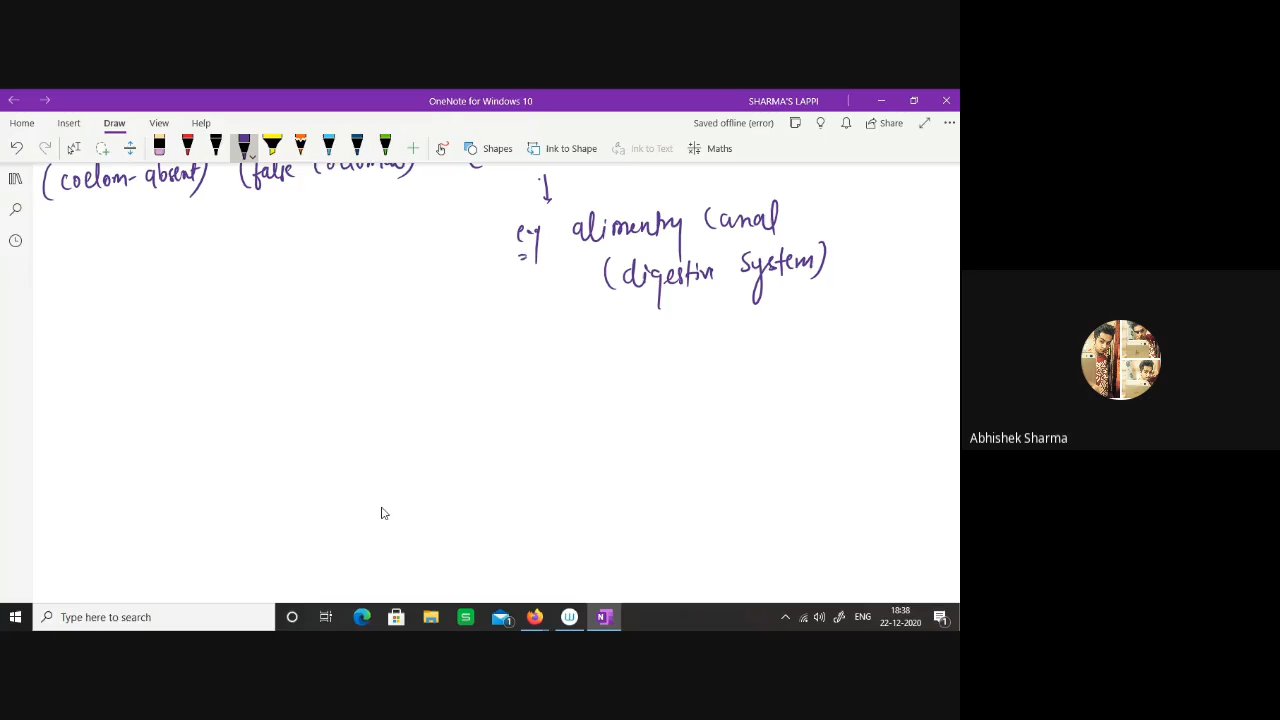 OneNote for Windows 10
SHARMA'S LAPPI
Home Insert Draw View Help
Saved offline (error)
Share
Shapes
Ink to Shape
Ink to Text
Maths
(coelom-absent) (false
e.g alimentry canal
(digestive system)
Abhishek Sharma
Type here to search
ENG
18:38
22-12-2020